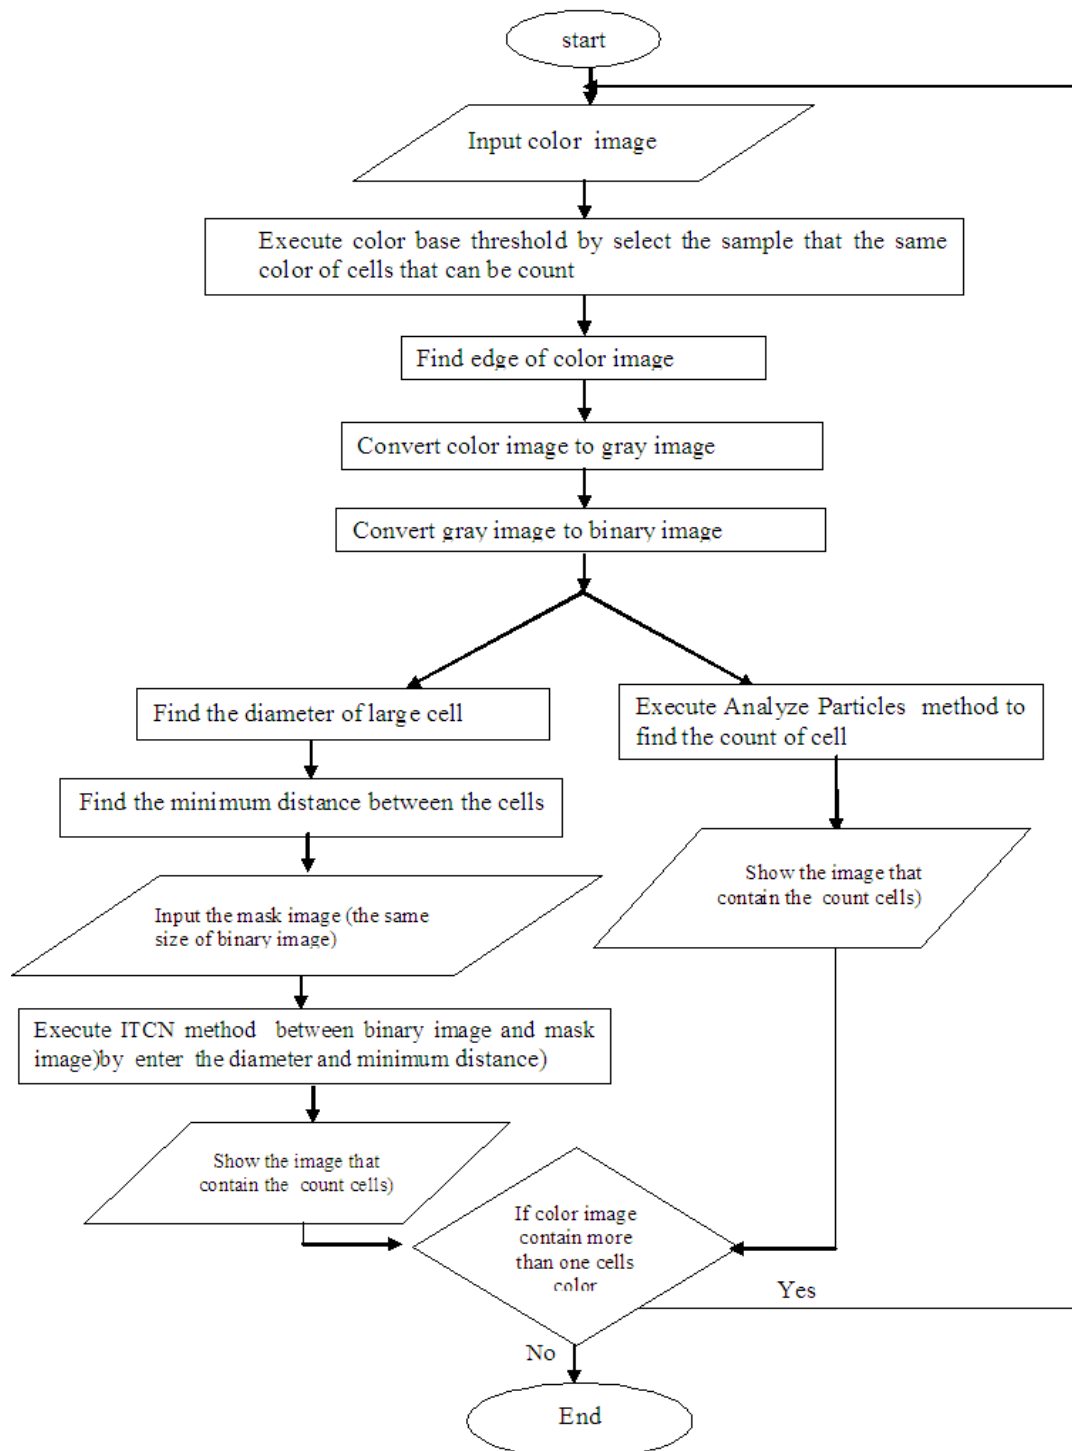 start
Input color image
Execute color base threshold by select the sample that the same
color of cells that can be count
Find edge of color image
Convert color image to gray image
Convert gray image to binary image
Find the diameter of large cell
Execute Analyze Particles method to
find the count of cell
Find the minimum distance between the cells
Show the image that
contain the count cells)
Input the mask image (the same
size of binary image)
Execute ITCN method between binary image and mask
image)by enter the diameter and minimum distance)
Show the image that
contain the count cells)
If color image
contain more
than one cells
color
Yes
No
End